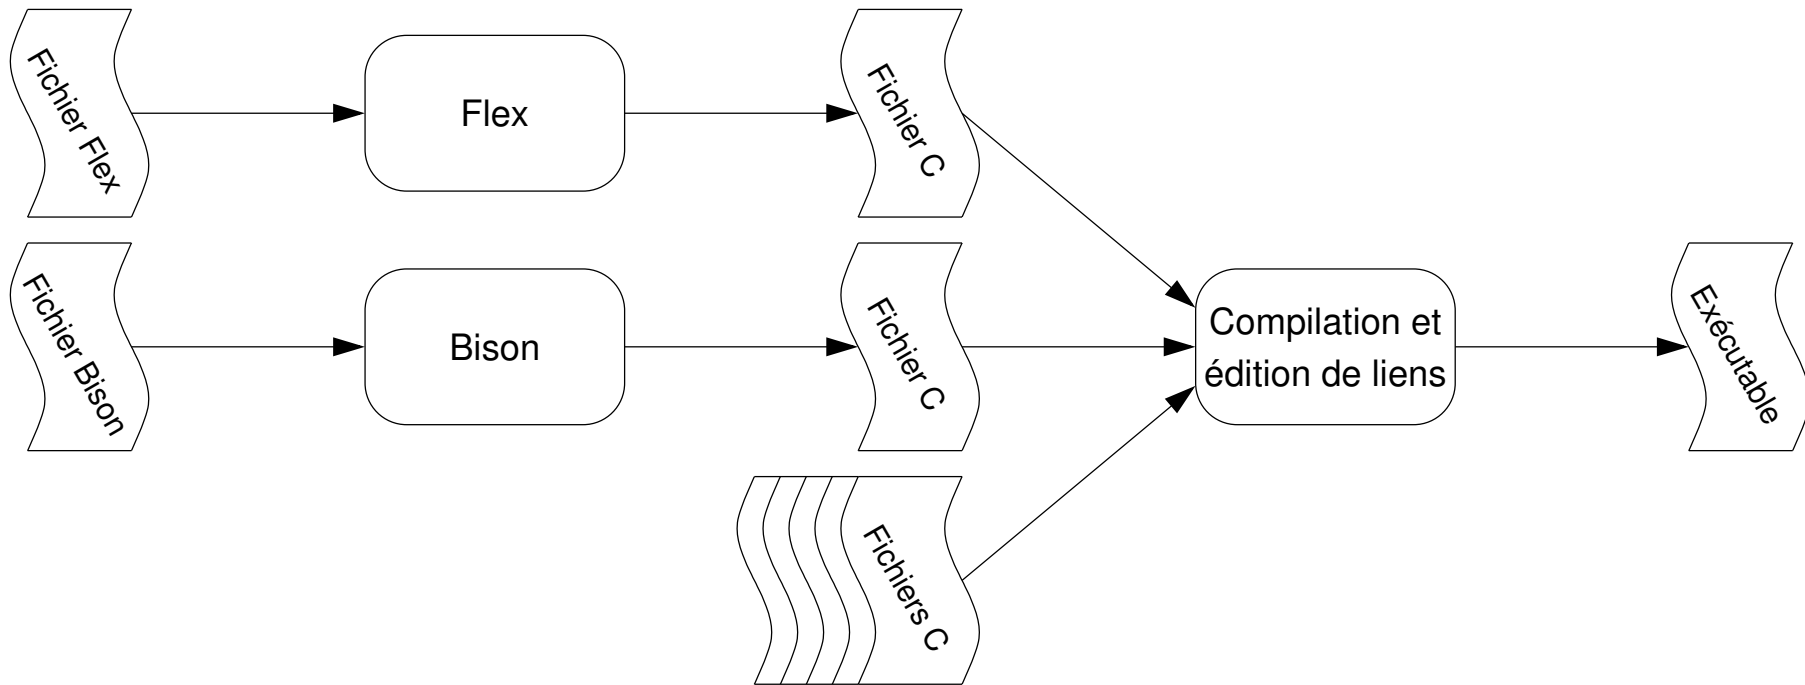 Fichier Flex
Flex
Fichier C
Fichier Bison
Bison
Fichier C
Compilation et
édition de liens
Exécutable
Fichiers C